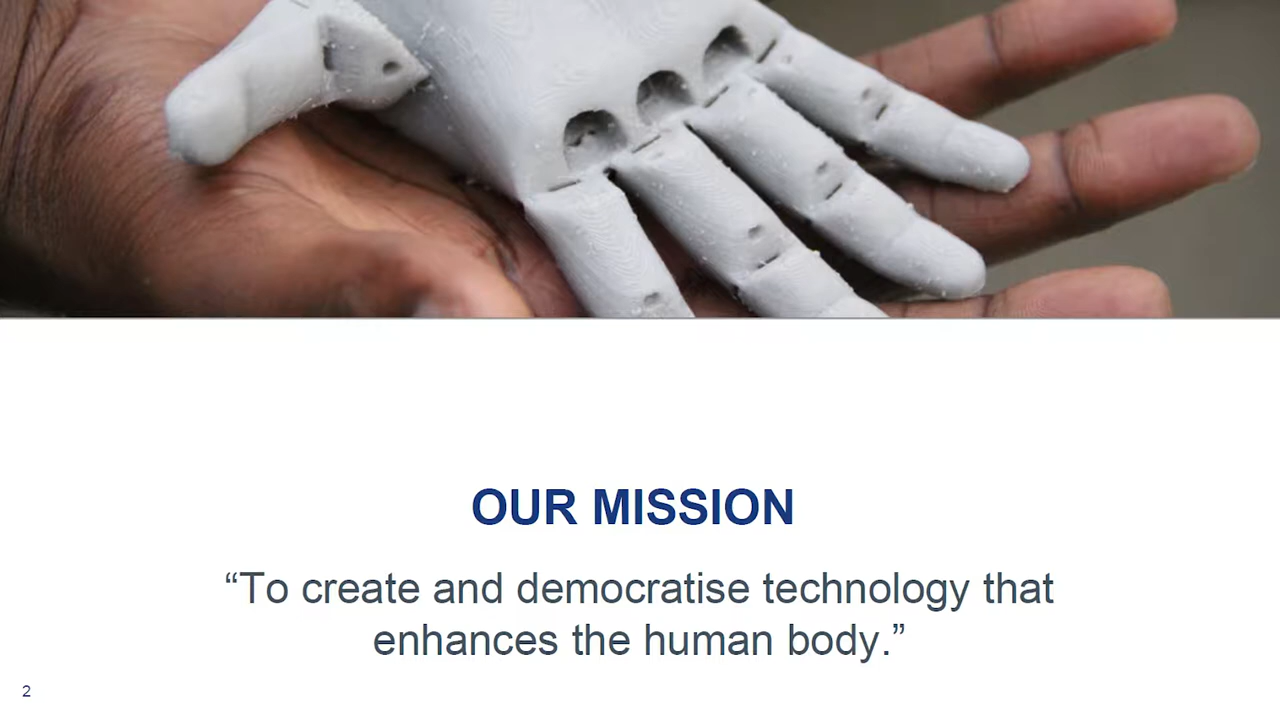 OUR MISSION
“To create and democratise technology that
enhances the human body.”
2